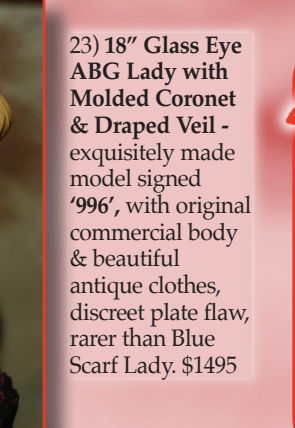 23) 18” Glass Eye
ABG Lady with
Molded Coronet
& Draped Veil -
exquisitely made
model signed
‘996’, with original
commercial body
& beautiful
antique clothes,
discreet plate flaw,
rarer than Blue
Scarf Lady. $1495